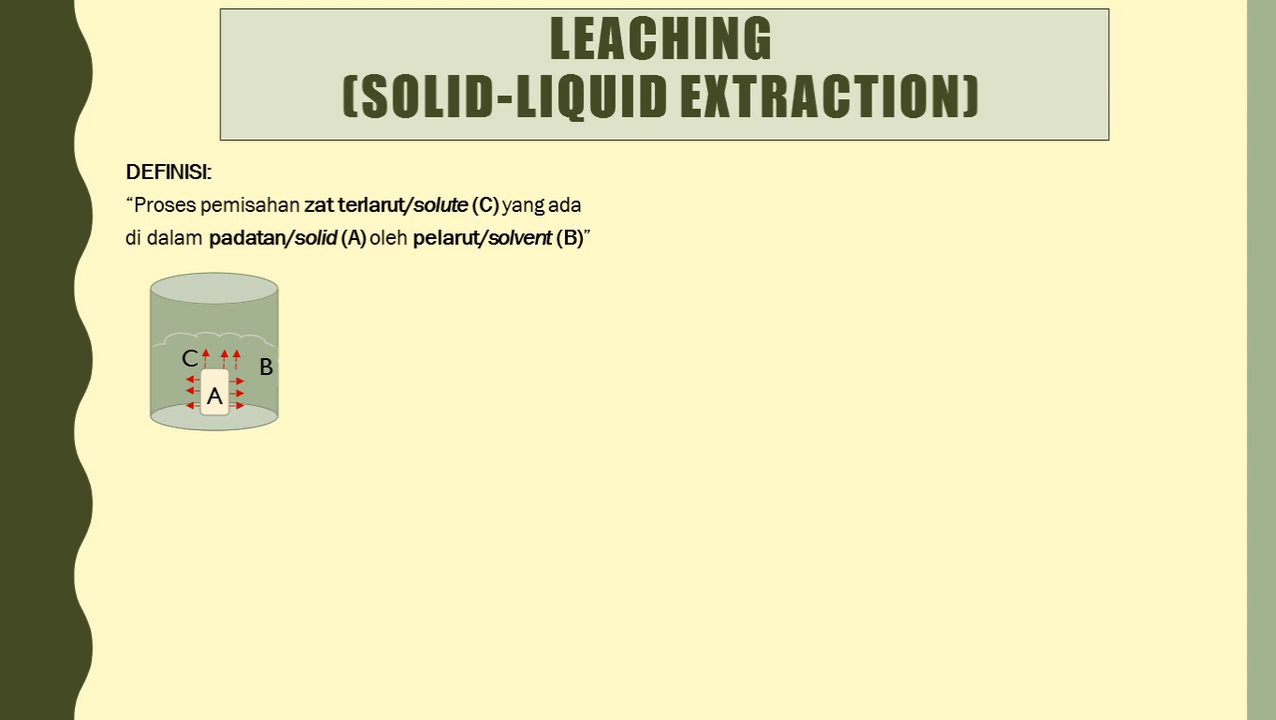 LEACHING
(SOLID-LIQUID EXTRACTION)
DEFINISI:
“Proses pemisahan zat terlarut/solute (C) yang ada
di dalam padatan/solid (A) oleh pelarut/solvent (B)”
C
B
A